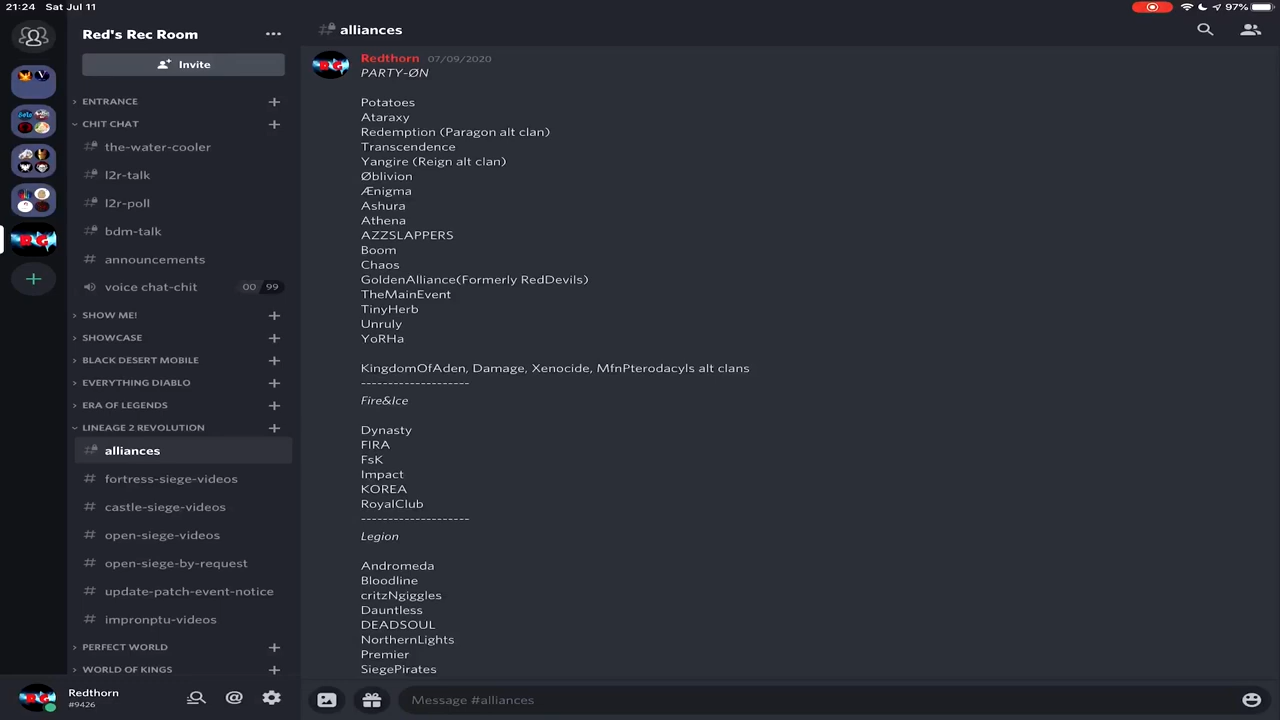 21:24 Sat Jul 11
97%
Red's Rec Room
Invite
ENTRANCE
CHIT CHAT
the-water-cooler
l2r-talk
l2r-poll
bdm-talk
announcements
voice chat-chit 00 99
SHOW ME!
SHOWCASE
BLACK DESERT MOBILE
EVERYTHING DIABLO
ERA OF LEGENDS
LINEAGE 2 REVOLUTION
alliances
fortress-siege-videos
castle-siege-videos
open-siege-videos
open-siege-by-request
update-patch-event-notice
impromptu-videos
PERFECT WORLD
WORLD OF KINGS
Redthorn
#9426
alliances
Redthorn 07/09/2020
PARTY-ØN
Potatoes
Ataraxy
Redemption (Paragon alt clan)
Transcendence
Yangire (Reign alt clan)
Øblivion
Ænigma
Ashura
Athena
AZZSLAPPERS
Boom
Chaos
GoldenAlliance(Formerly RedDevils)
TheMainEvent
TinyHerb
Unruly
YoRHa
KingdomOfAden, Damage, Xenocide, MfnPterodacyls alt clans
--------------------
Fire&Ice
Dynasty
FIRA
FsK
Impact
KOREA
RoyalClub
--------------------
Legion
Andromeda
Bloodline
critzNgiggles
Dauntless
DEADSOUL
NorthernLights
Premier
SiegePirates
Message #alliances